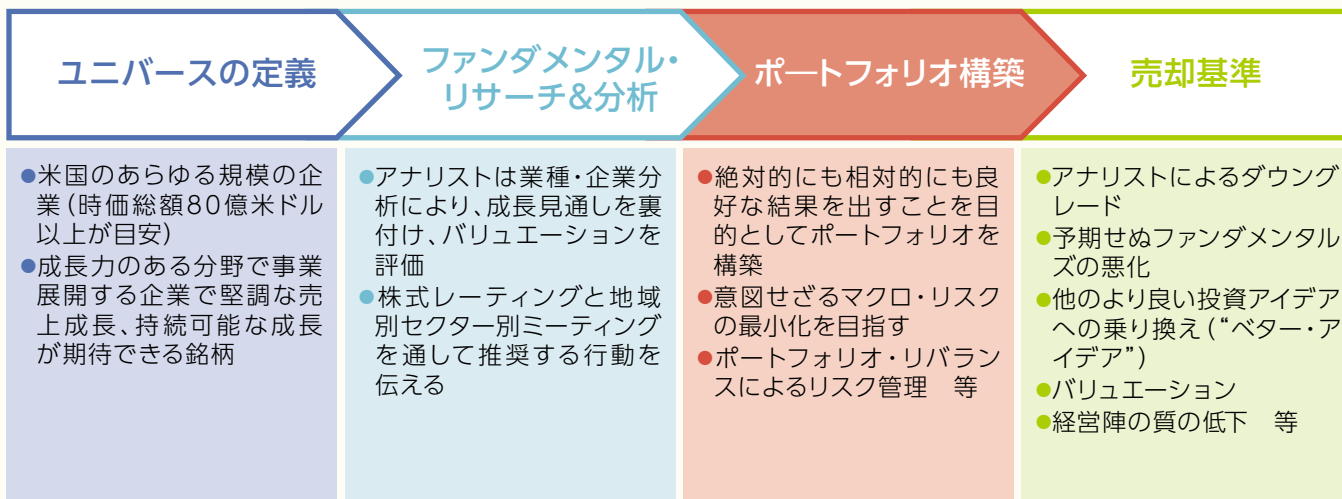 ユニバースの定義
ファンダメンタル・
リサーチ&分析
ポートフォリオ構築
売却基準
●米国のあらゆる規模の企
業(時価総額80億米ドル
以上が目安)
●成長力のある分野で事業
展開する企業で堅調な売
上成長、持続可能な成長
が期待できる銘柄
●アナリストは業種・企業分
析により、成長見通しを裏
付け、バリュエーションを
評価
●株式レーティングと地域
別セクター別ミーティング
を通して推奨する行動を
伝える
●絶対的にも相対的にも良
好な結果を出すことを目
的としてポートフォリオを
構築
●意図せざるマクロ・リスク
の最小化を目指す
●ポートフォリオ・リバラン
スによるリスク管理　等
●アナリストによるダウング
レード
●予期せぬファンダメンタル
ズの悪化
●他のより良い投資アイデア
への乗り換え(“ベター・ア
イデア”)
●バリュエーション
●経営陣の質の低下　等